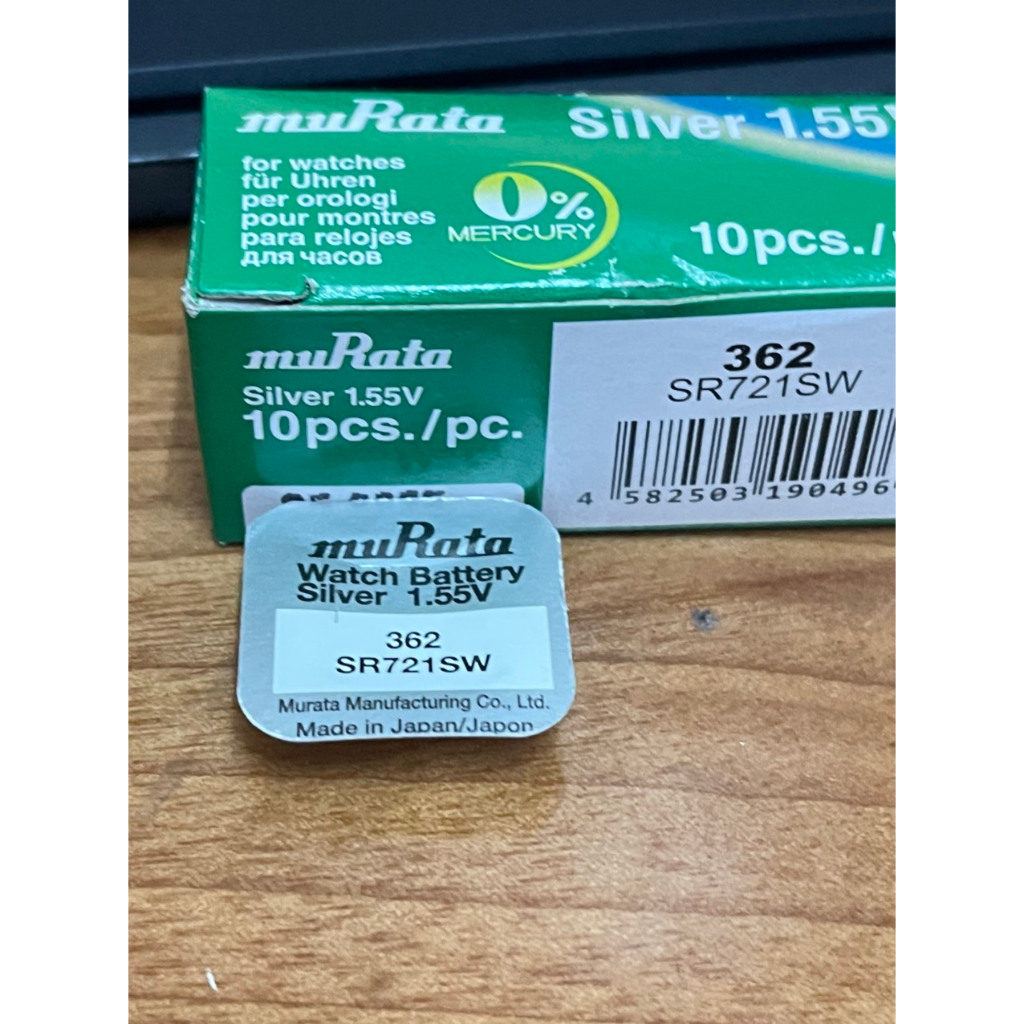 muRata
Silver 1.55V
for watches
für Uhren
per orologi
pour montres
para relojes
для часов
0%
MERCURY
10pcs./
muRata
Silver 1.55V
10pcs./pc.
362
SR721SW
4 582503 190496
muRata
Watch Battery
Silver 1.55V
362
SR721SW
Murata Manufacturing Co., Ltd.
Made in Japan/Japon